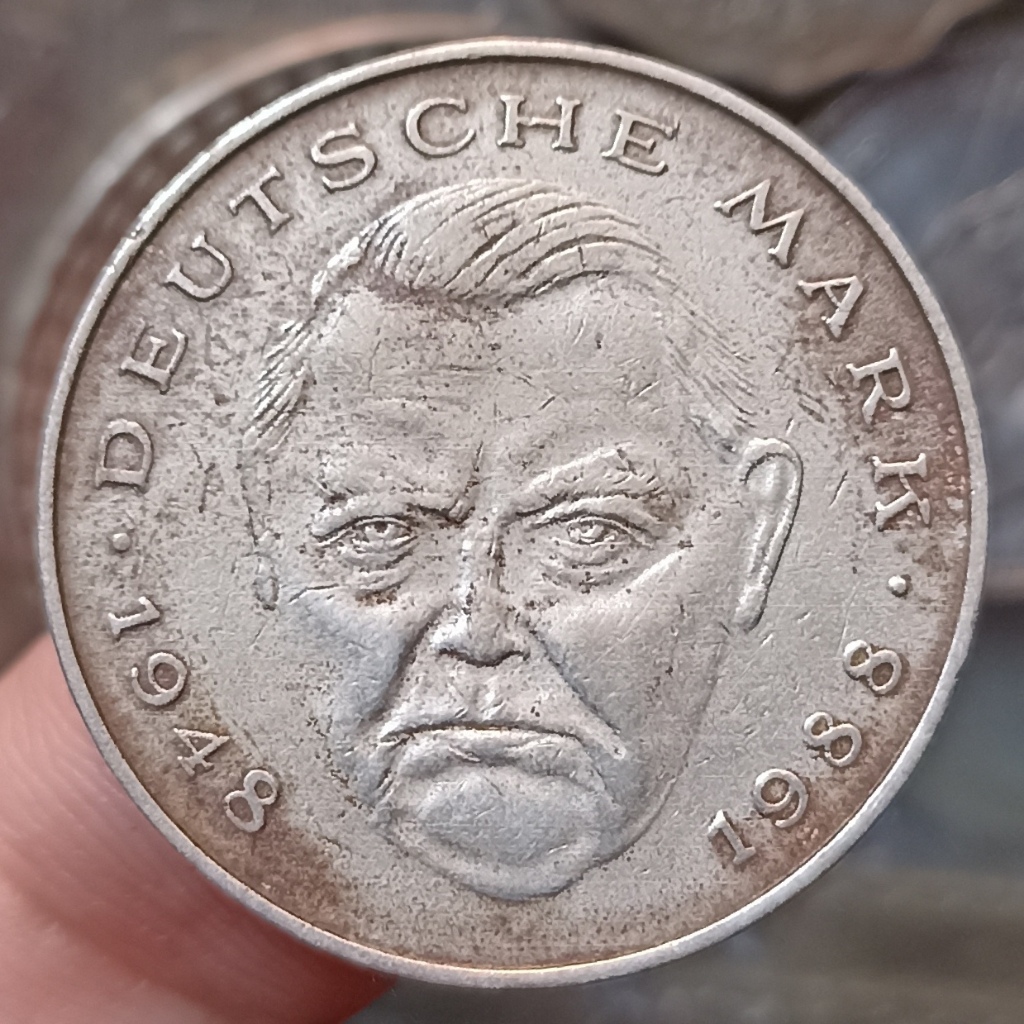 1948 · DEUTSCHE MARK · 1988